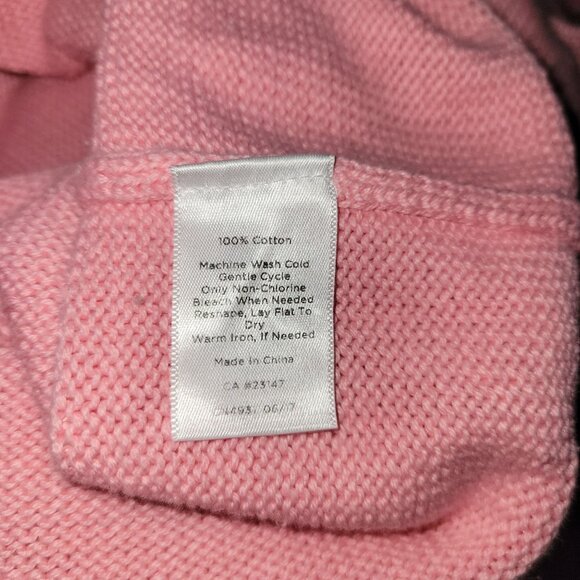 100% Cotton
Machine Wash Cold
Gentle Cycle
Only Non-Chlorine
Bleach When Needed
Reshape, Lay Flat To
Dry
Warm Iron, If Needed
Made in China
CA #23147